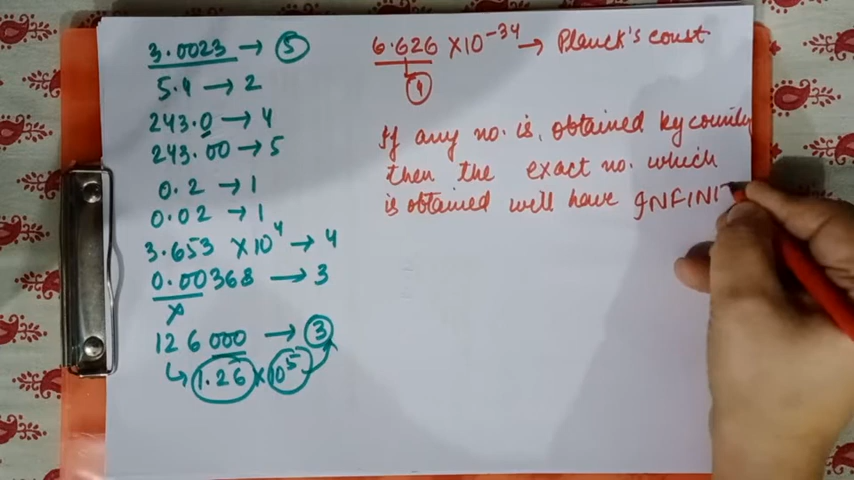 3.0023 → 5
5.4 → 2
243.0 → 4
243.00 → 5
0.2 → 1
0.02 → 1
3.653 × 10⁴ → 4
0.00368 → 3
x
126000 → 3
↳ 1.26 × 10⁵
6.626 × 10⁻³⁴ → Planck's const
4
If any no. is obtained by counting
then the exact no. which
is obtained will have INFINIT